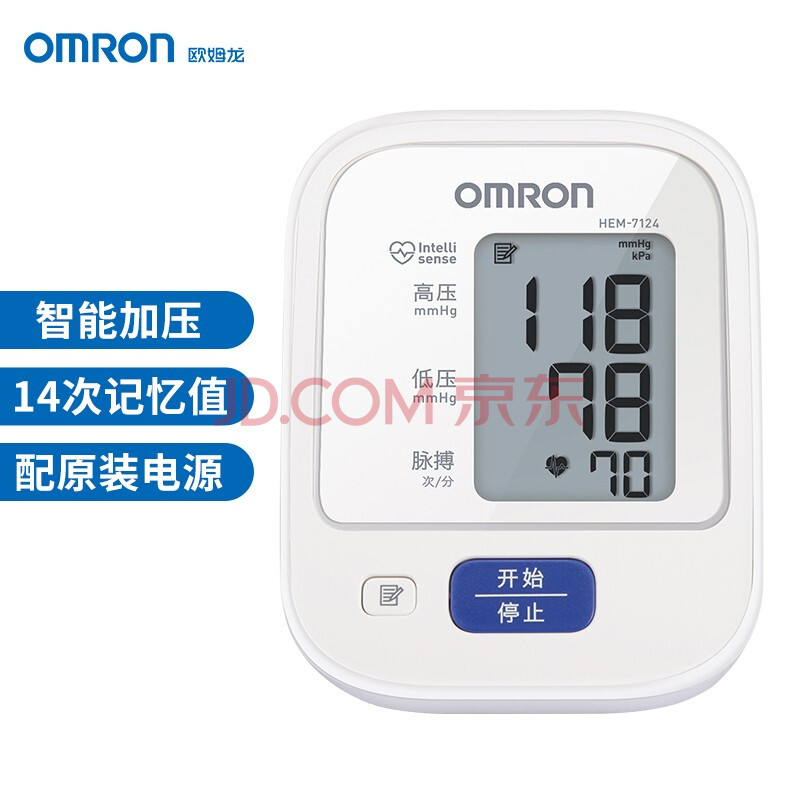 OMRON 欧姆龙
OMRON
HEM-7124
Intelli
sense
mmHg
kPa
高压
mmHg
118
低压
mmHg
78
脉搏
次/分
70
开始
停止
智能加压
14次记忆值
配原装电源
JD.COM 京东